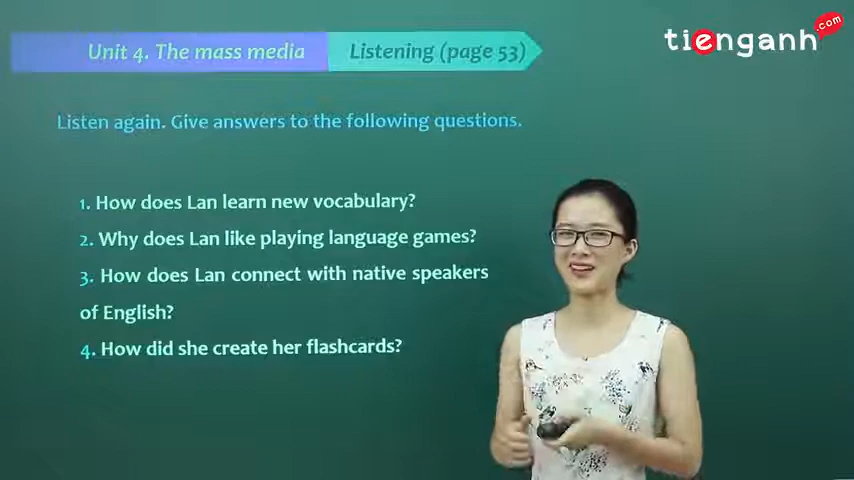 Unit 4. The mass media
Listening (page 53)
tienganh.com
Listen again. Give answers to the following questions.
1. How does Lan learn new vocabulary?
2. Why does Lan like playing language games?
3. How does Lan connect with native speakers
of English?
4. How did she create her flashcards?